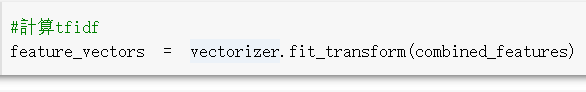 #計算tfidf
feature_vectors = vectorizer.fit_transform(combined_features)